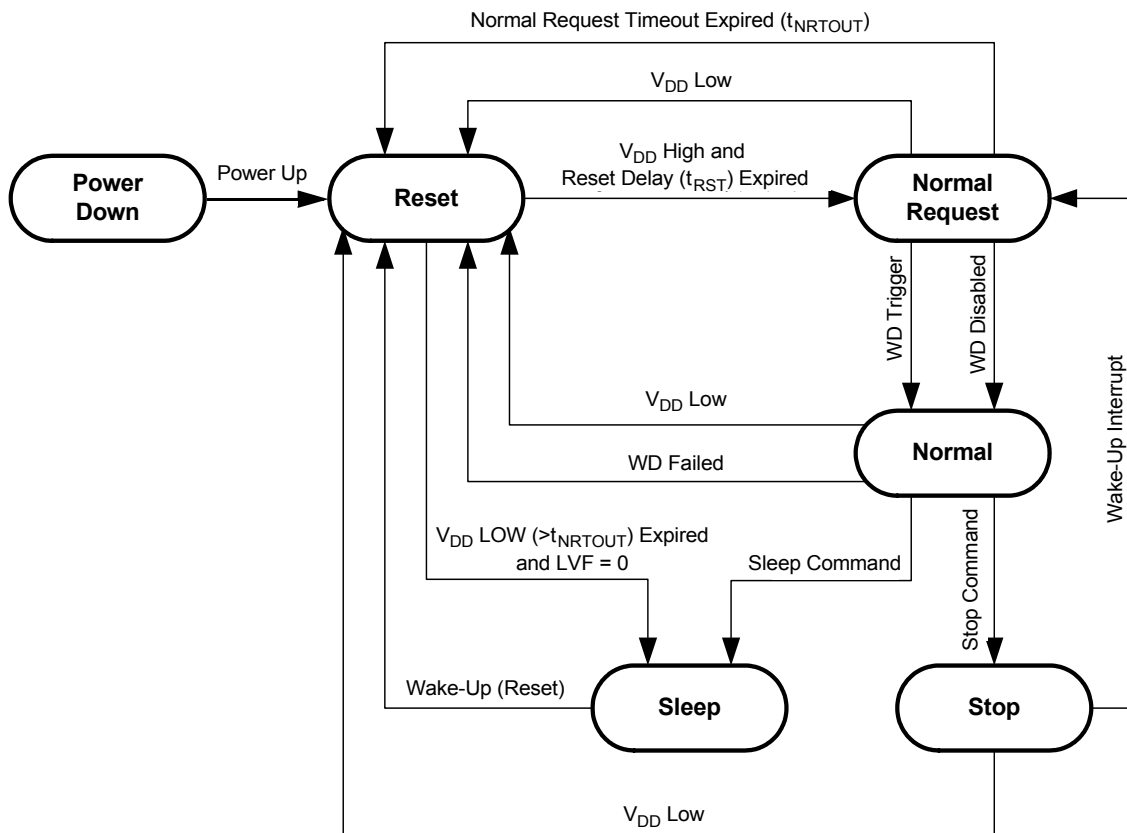 Normal Request Timeout Expired (tNRTOUT)
VDD Low
Power Up
VDD High and
Reset Delay (tRST) Expired
Power
Down
Reset
Normal
Request
WD Trigger
WD Disabled
Wake-Up Interrupt
VDD Low
Normal
WD Failed
VDD LOW (>tNRTOUT) Expired
and LVF = 0
Sleep Command
Stop Command
Wake-Up (Reset)
Sleep
Stop
VDD Low